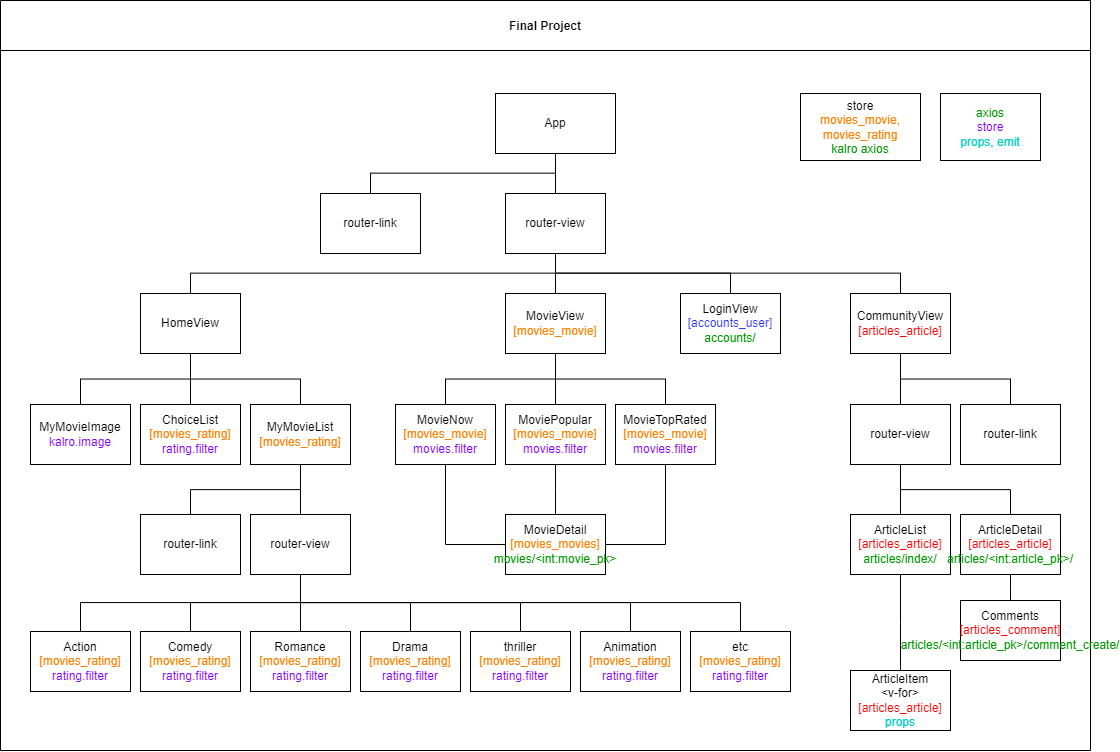 Final Project
App
store
movies_movie,
movies_rating
kalro axios
axios
store
props, emit
router-link
router-view
HomeView
MovieView
[movies_movie]
LoginView
[accounts_user]
accounts/
CommunityView
[articles_article]
MyMovieImage
kalro.image
ChoiceList
[movies_rating]
rating.filter
MyMovieList
[movies_rating]
MovieNow
[movies_movie]
movies.filter
MoviePopular
[movies_movie]
movies.filter
MovieTopRated
[movies_movie]
movies.filter
router-view
router-link
router-link
router-view
MovieDetail
[movies_movies]
movies/<int:movie_pk>
ArticleList
[articles_article]
articles/index/
ArticleDetail
[articles_article]
articles/<int:article_pk>/
Comments
[articles_comment]
articles/<int:article_pk>/comment_create/
Action
[movies_rating]
rating.filter
Comedy
[movies_rating]
rating.filter
Romance
[movies_rating]
rating.filter
Drama
[movies_rating]
rating.filter
thriller
[movies_rating]
rating.filter
Animation
[movies_rating]
rating.filter
etc
[movies_rating]
rating.filter
ArticleItem
<v-for>
[articles_article]
props